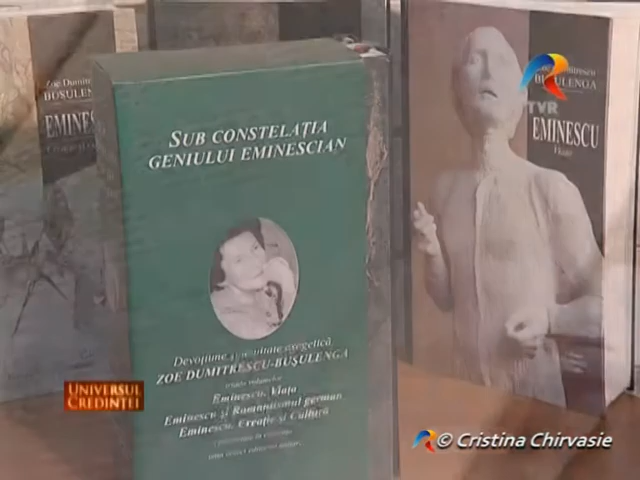 Zoe Dumitrescu
BUȘULENGA
EMINESCU
SUB CONSTELAȚIA
GENIULUI EMINESCIAN
Devoțiune și exegetică
ZOE DUMITRESCU-BUȘULENGA
Eminescu. Viața
Eminescu și Romantismul german
Eminescu. Creație și Cultură
BUȘULENGA
TVR
EMINESCU
Viața
UNIVERSUL
CREDINȚEI
© Cristina Chirvasie